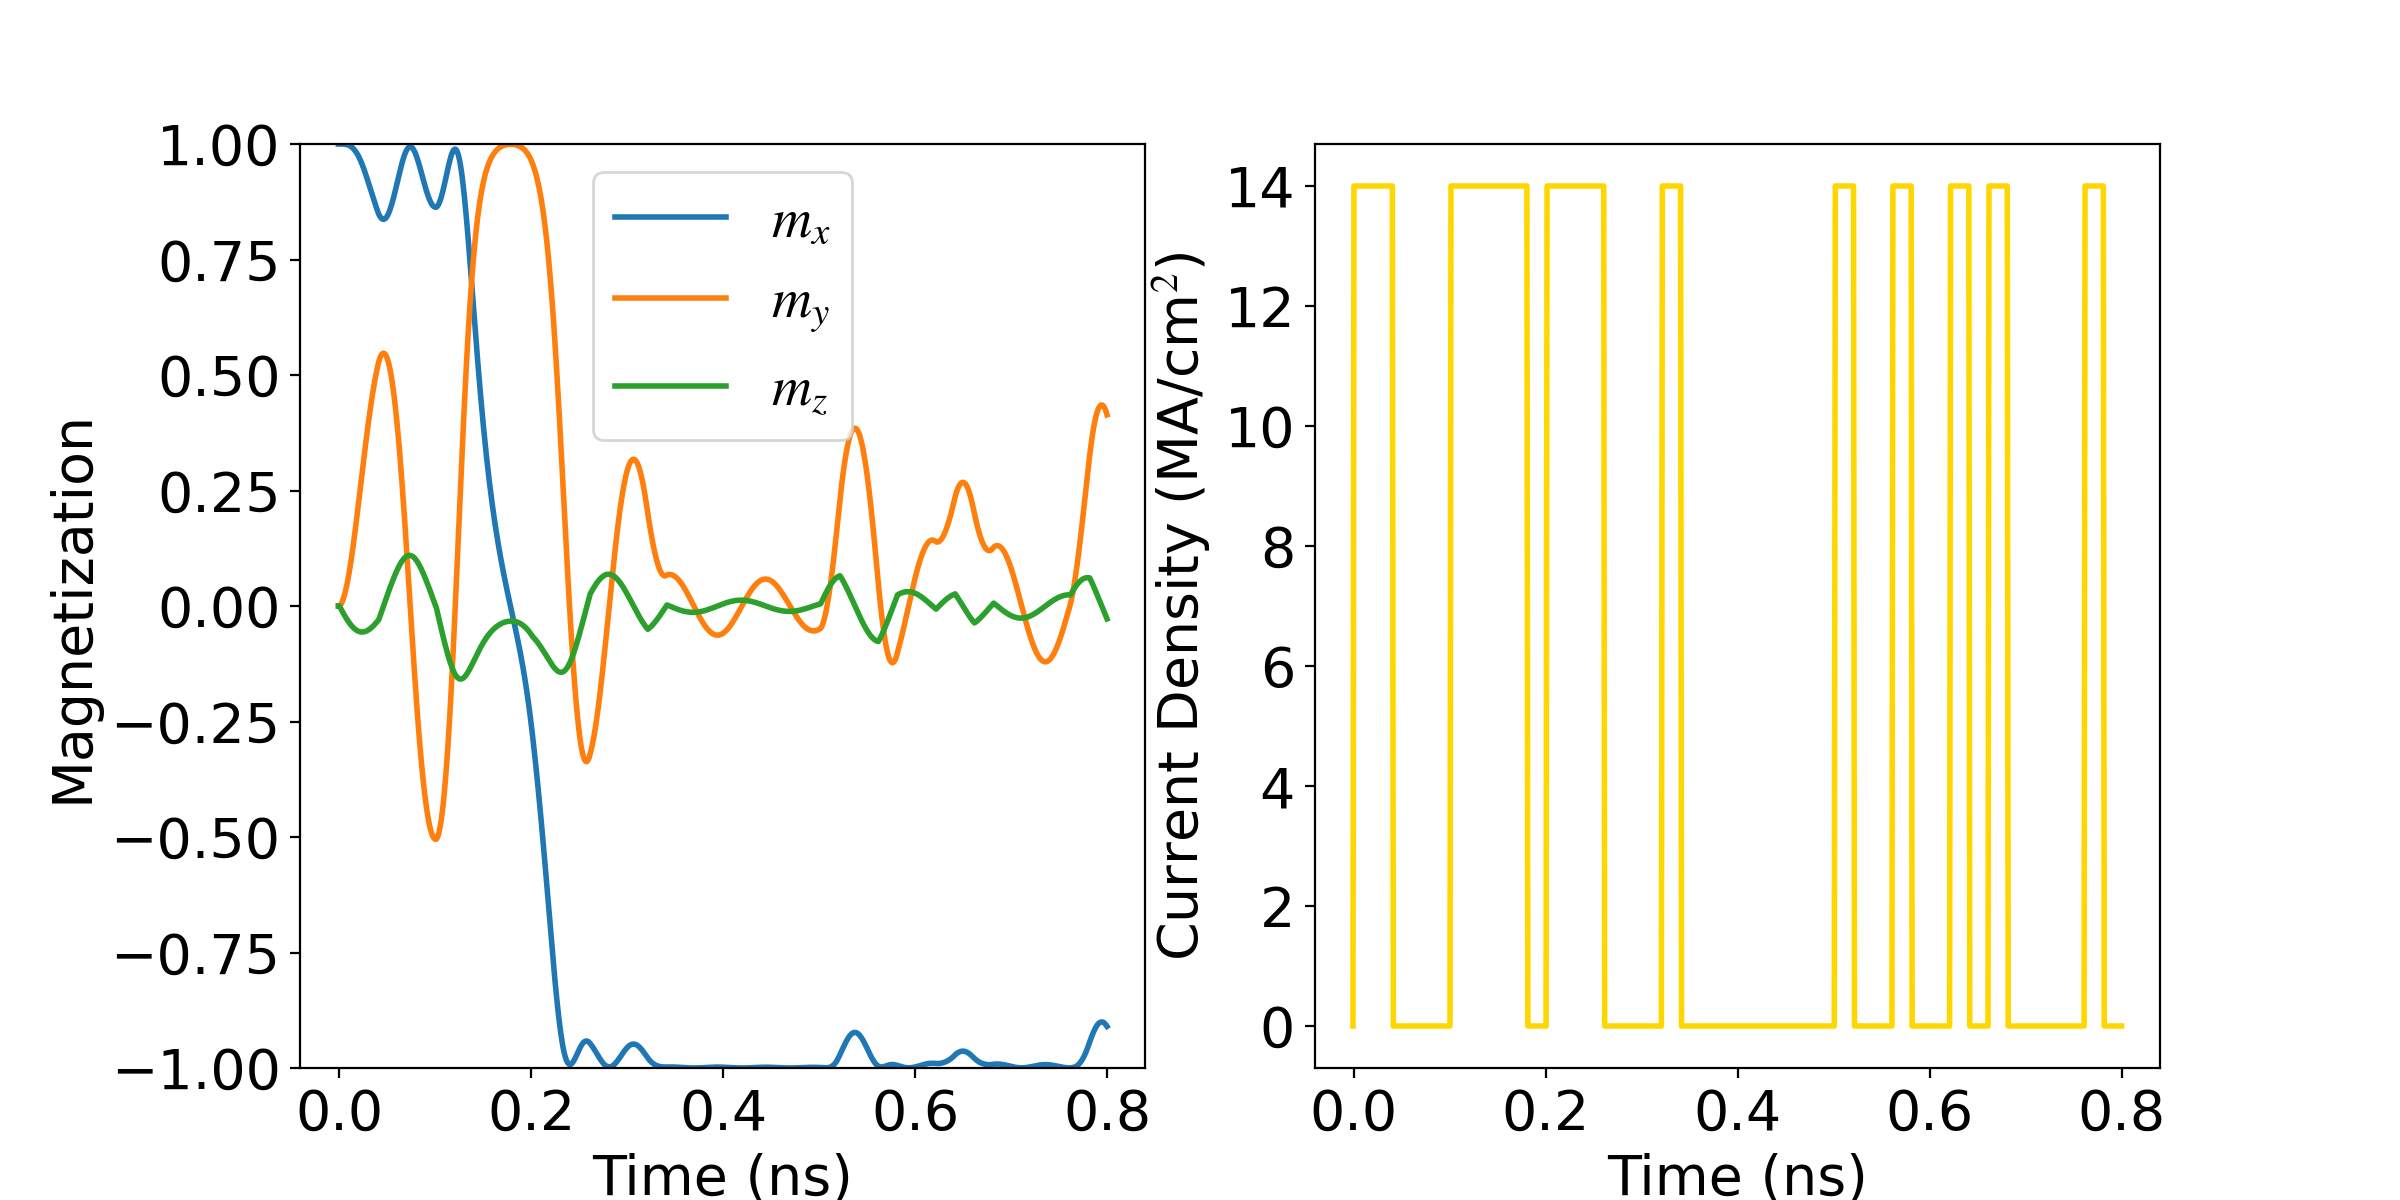 Magnetization
1.00
0.75
0.50
0.25
0.00
−0.25
−0.50
−0.75
−1.00
0.0 0.2 0.4 0.6 0.8
Time (ns)
m_x
m_y
m_z
Current Density (MA/cm²)
14
12
10
8
6
4
2
0
0.0 0.2 0.4 0.6 0.8
Time (ns)